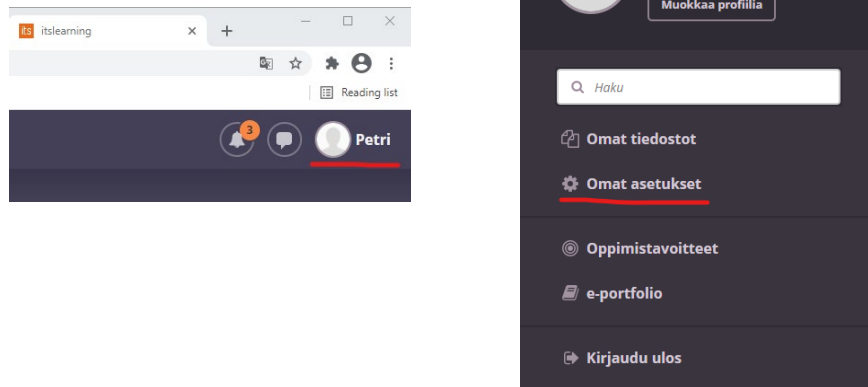 its itslearning
Reading list
3
Petri
Muokkaa profiilia
Haku
Omat tiedostot
Omat asetukset
Oppimistavoitteet
e-portfolio
Kirjaudu ulos